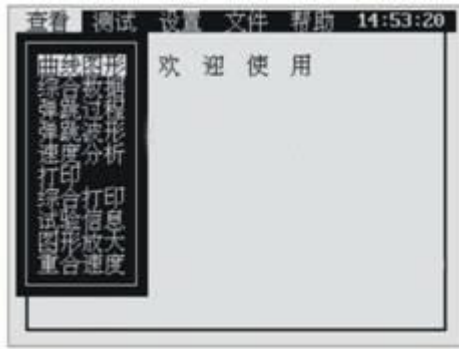 查看 测试 设置 文件 帮助 14:53:20
欢迎使用
曲线图形
综合数据
弹跳过程
弹跳波形
速度分析
打印
综合打印
试验信息
图形放大
重合速度